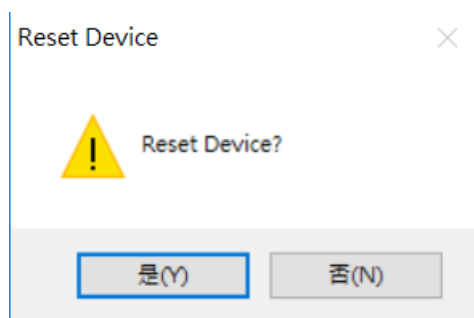 Reset Device
Reset Device?
是(Y)
否(N)